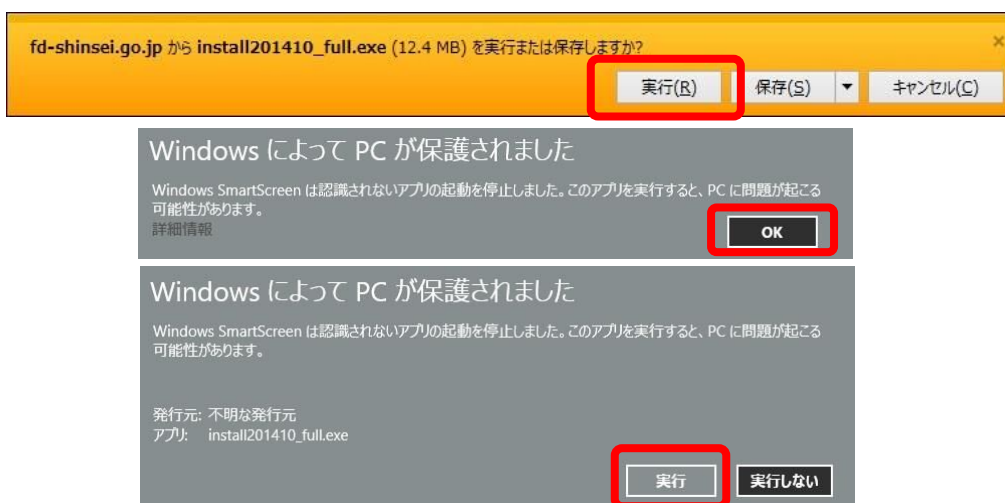 fd-shinsei.go.jp から install201410_full.exe (12.4 MB) を実行または保存しますか?
×
実行(R) 保存(S) ▼ キャンセル(C)
Windows によって PC が保護されました
Windows SmartScreen は認識されないアプリの起動を停止しました。このアプリを実行すると、PC に問題が起こる
可能性があります。
詳細情報
OK
Windows によって PC が保護されました
Windows SmartScreen は認識されないアプリの起動を停止しました。このアプリを実行すると、PC に問題が起こる
可能性があります。
発行元: 不明な発行元
アプリ: install201410_full.exe
実行 実行しない